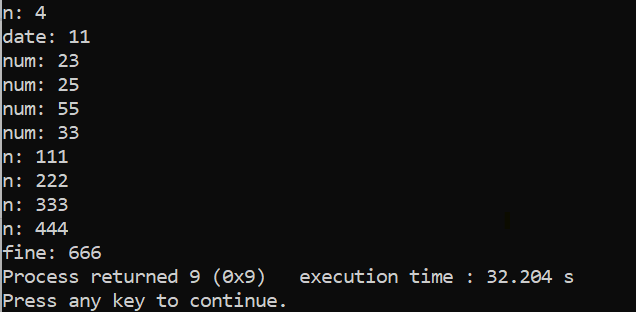 n: 4
date: 11
num: 23
num: 25
num: 55
num: 33
n: 111
n: 222
n: 333
n: 444
fine: 666
Process returned 9 (0x9)   execution time : 32.204 s
Press any key to continue.